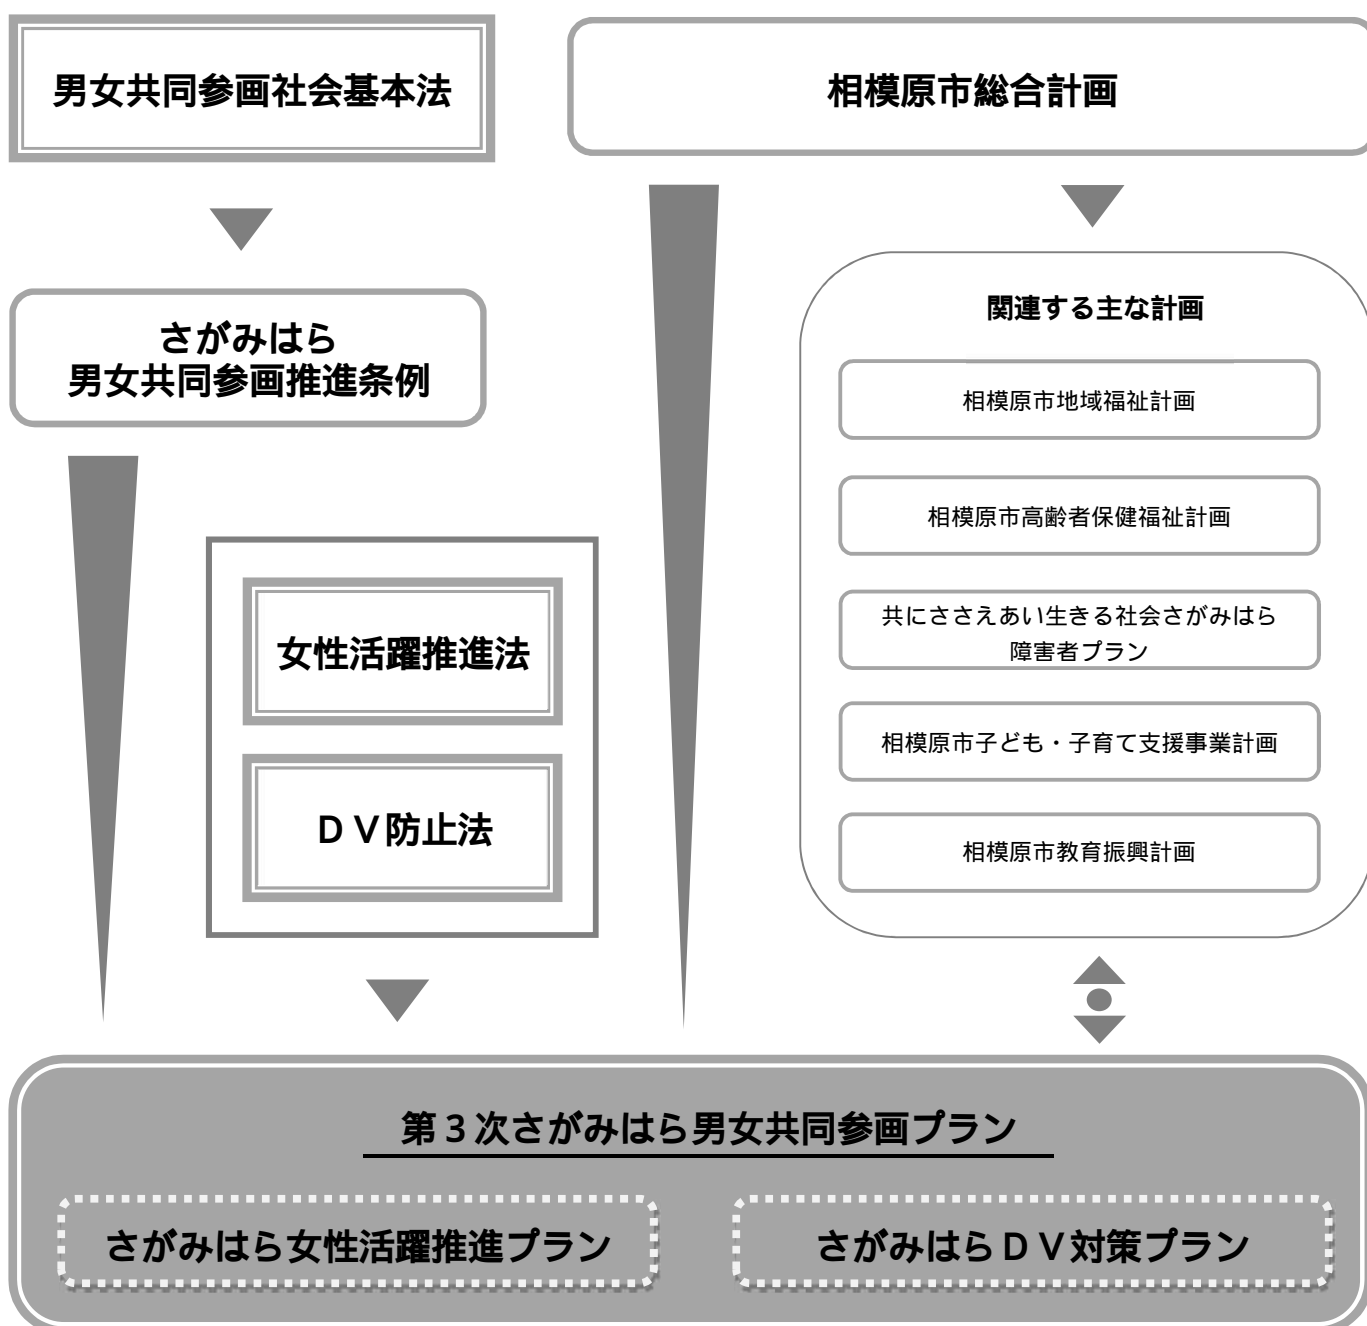 男女共同参画社会基本法
相模原市総合計画
さがみはら
男女共同参画推進条例
女性活躍推進法
ＤＶ防止法
関連する主な計画
相模原市地域福祉計画
相模原市高齢者保健福祉計画
共にささえあい生きる社会さがみはら
障害者プラン
相模原市子ども・子育て支援事業計画
相模原市教育振興計画
第３次さがみはら男女共同参画プラン
さがみはら女性活躍推進プラン
さがみはらＤＶ対策プラン